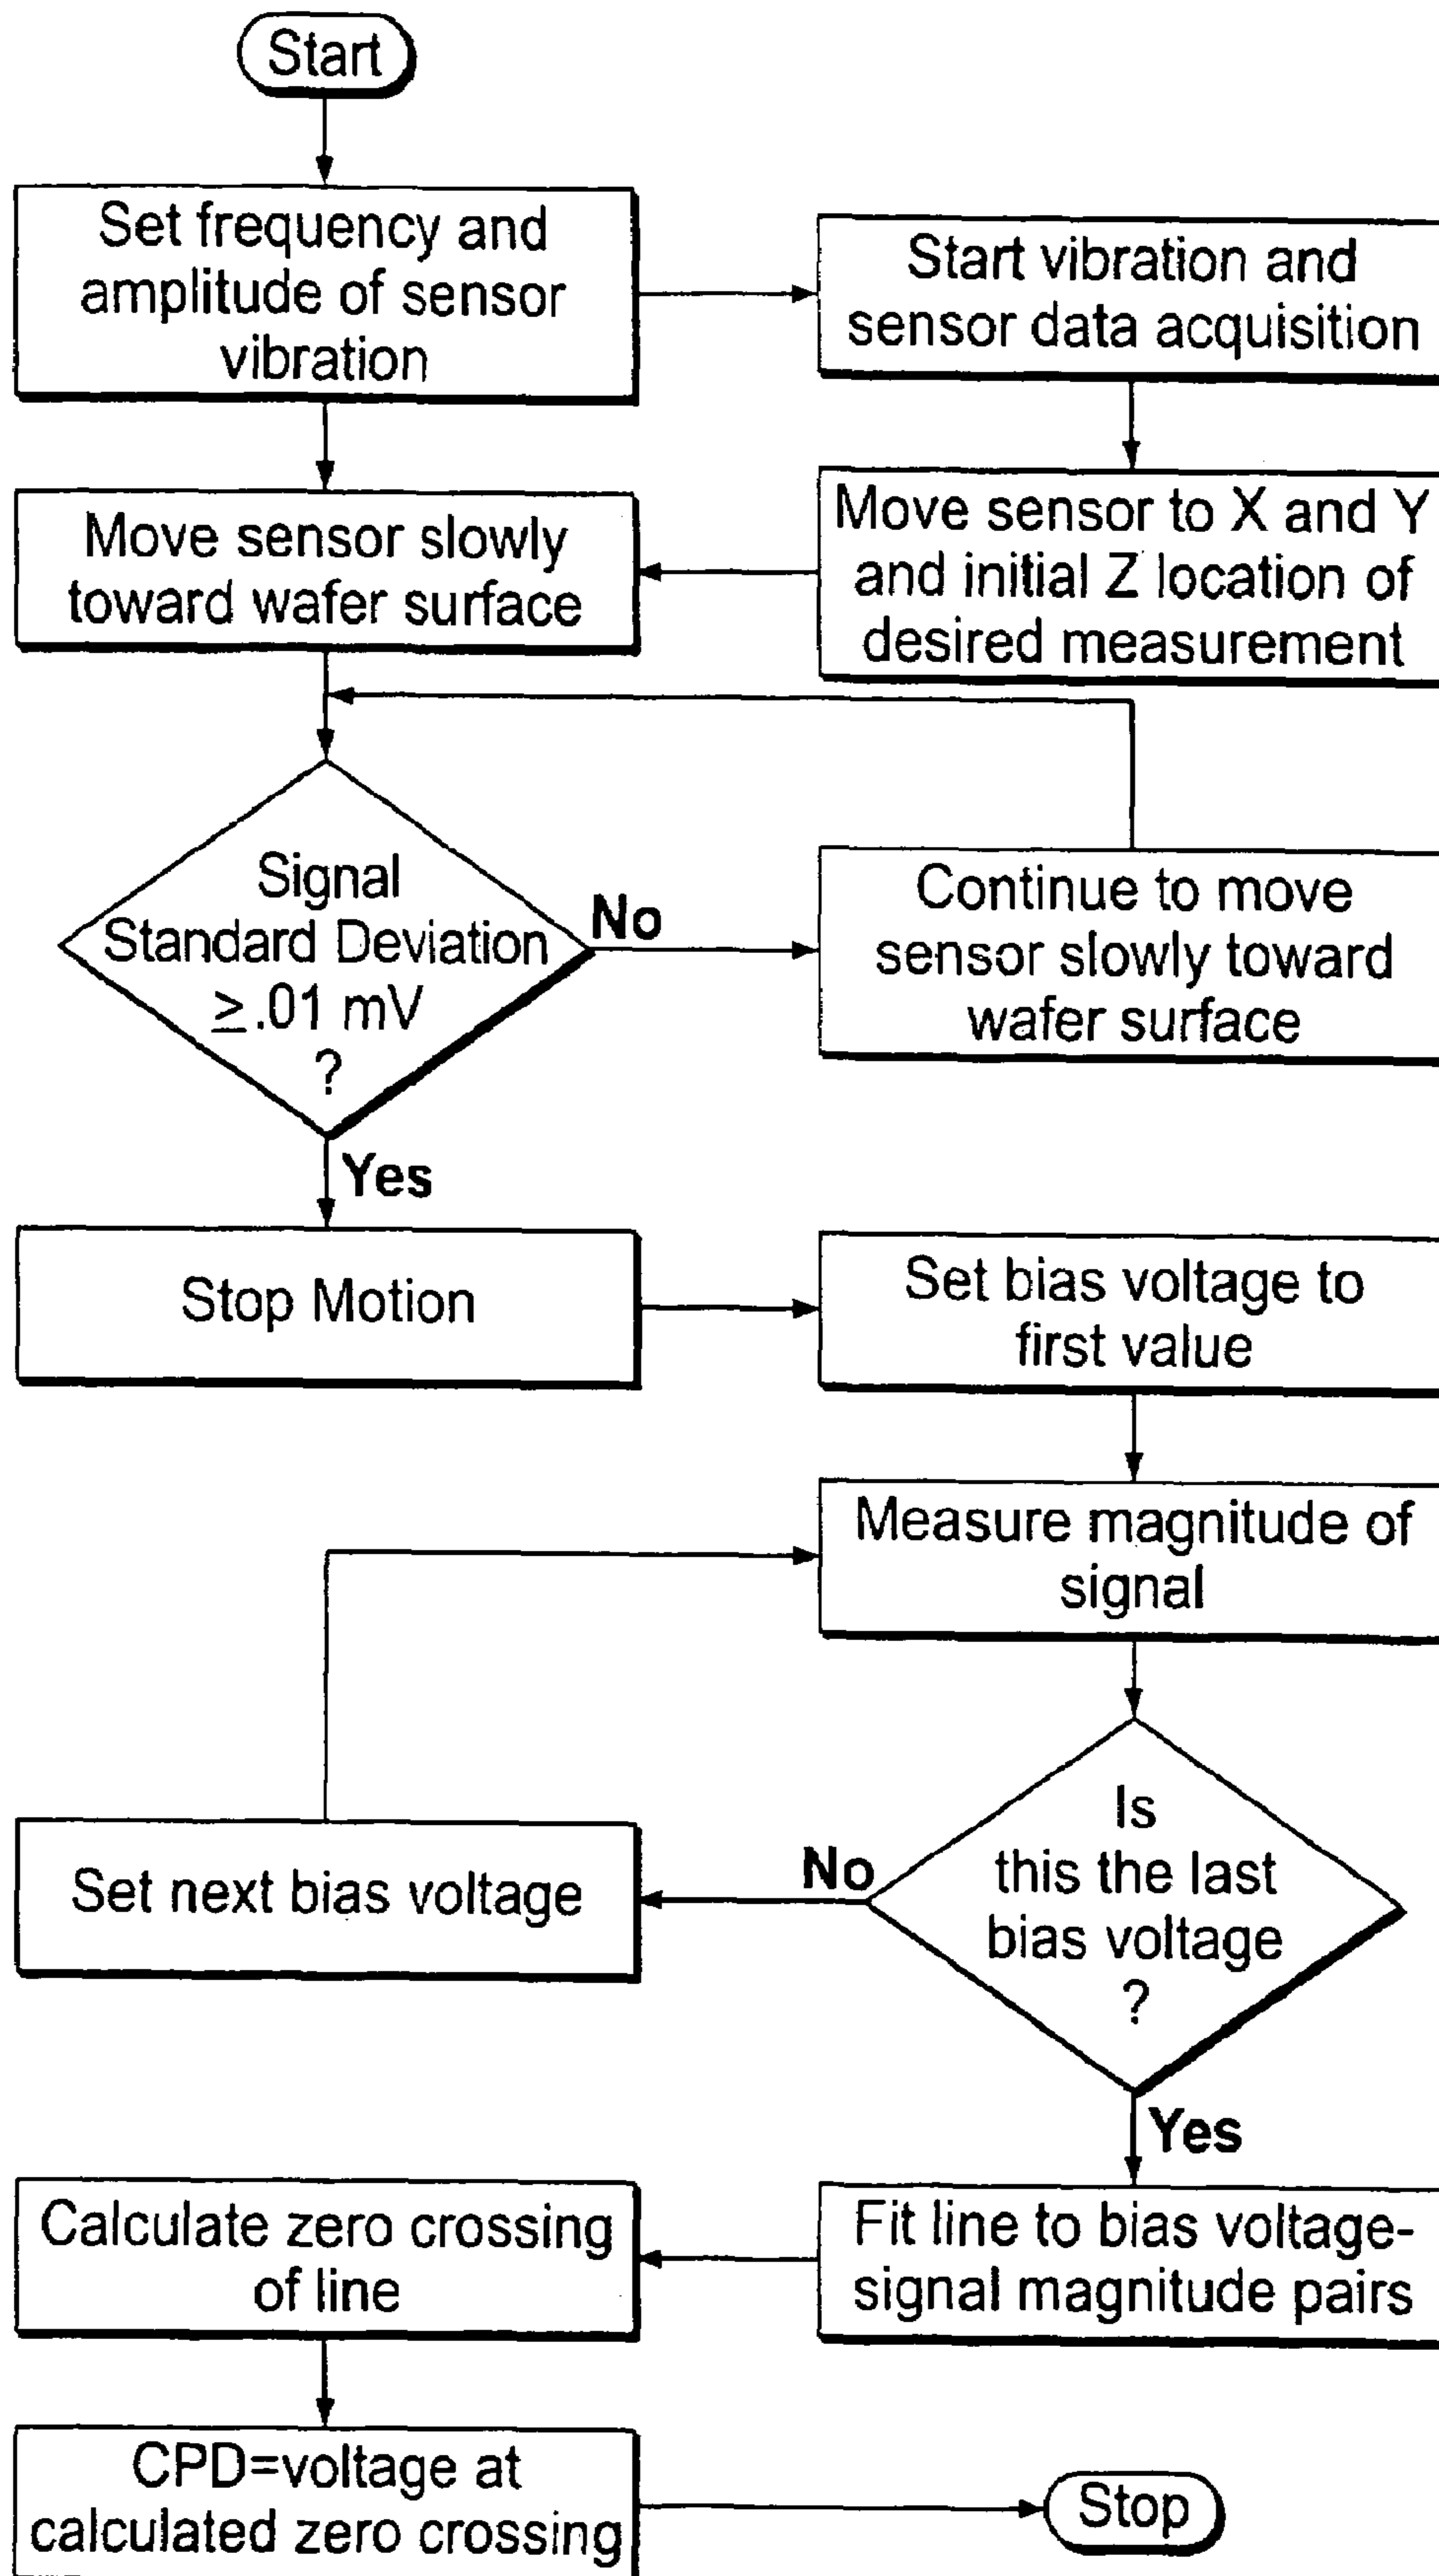 Start
Set frequency and
amplitude of sensor
vibration
Start vibration and
sensor data acquisition
Move sensor to X and Y
and initial Z location of
desired measurement
Move sensor slowly
toward wafer surface
Signal
Standard Deviation
≥.01 mV
?
No
Continue to move
sensor slowly toward
wafer surface
Yes
Stop Motion
Set bias voltage to
first value
Measure magnitude of
signal
Is
this the last
bias voltage
?
No
Set next bias voltage
Yes
Fit line to bias voltage-
signal magnitude pairs
Calculate zero crossing
of line
CPD=voltage at
calculated zero crossing
Stop